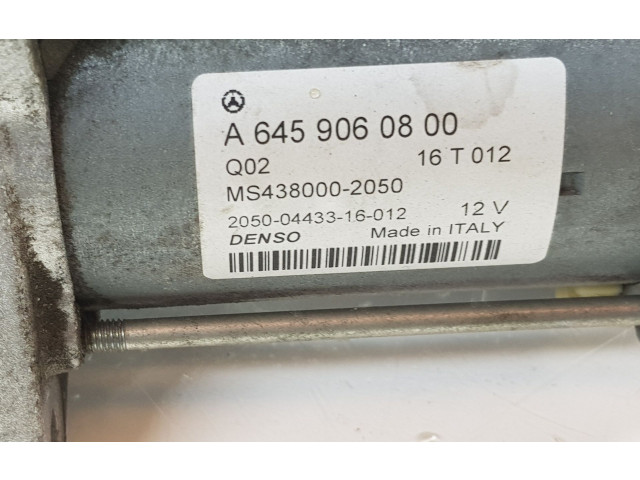 A 645 906 08 00
Q02 16 T 012
MS438000-2050
2050-04433-16-012 12 V
DENSO Made in ITALY